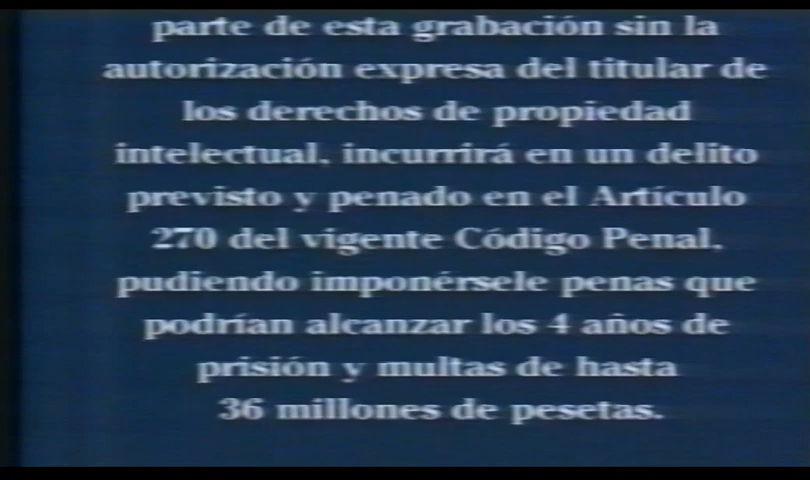 parte de esta grabación sin la
autorización expresa del titular de
los derechos de propiedad
intelectual, incurrirá en un delito
previsto y penado en el Artículo
270 del vigente Código Penal,
pudiendo imponérsele penas que
podrían alcanzar los 4 años de
prisión y multas de hasta
36 millones de pesetas.